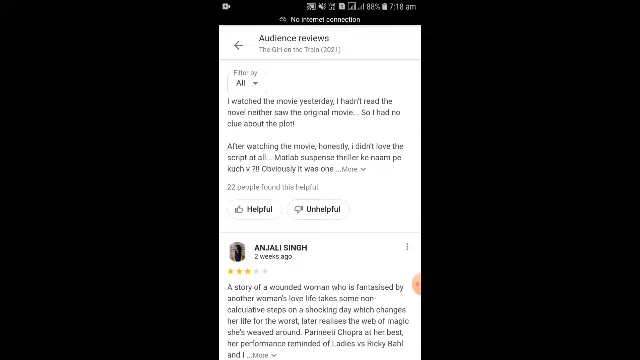 88% 7:18 am
No internet connection
Audience reviews
The Girl on the Train (2021)
Filter by
All
I watched the movie yesterday, I hadn't read the
novel neither saw the original movie... So I had no
clue about the plot!
After watching the movie, honestly, i didn't love the
script at all... Matlab suspense thriller ke naam pe
kuch v ?!! Obviously it was one ...More
22 people found this helpful.
Helpful
Unhelpful
ANJALI SINGH
2 weeks ago
A story of a wounded woman who is fantasised by
another woman's love life takes some non-
calculative steps on a shocking day which changes
her life for the worst, later realises the web of magic
she's weaved around. Parineeti Chopra at her best,
her performance reminded of Ladies vs Ricky Bahl
and I ...More